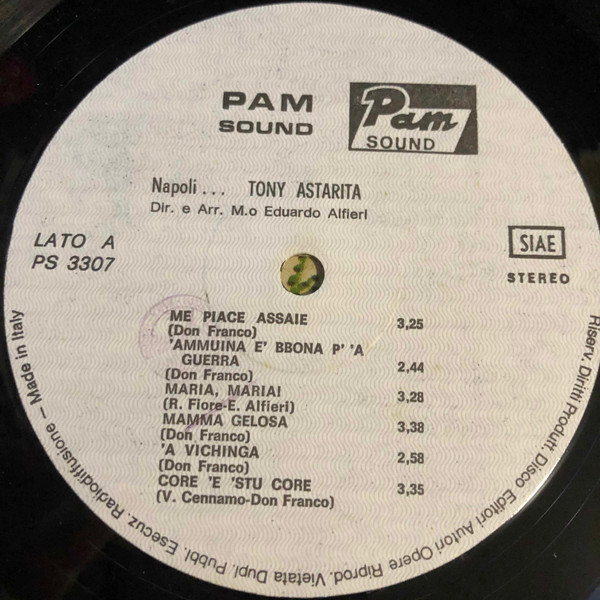 PAM
SOUND
Pam
SOUND
Napoli... TONY ASTARITA
Dir. e Arr. M.o Eduardo Alfieri
LATO A
PS 3307
SIAE
STEREO
ME PIACE ASSAIE 3,25
(Don Franco)
'AMMUINA E' BBONA P' 'A
GUERRA 2,44
(Don Franco)
MARIA, MARIA! 3,28
(R. Fiore-E. Alfieri)
MAMMA GELOSA 3,38
(Don Franco)
'A VICHINGA 2,58
(Don Franco)
CORE 'E 'STU CORE 3,35
(V. Cennamo-Don Franco)
Riserv. Diritti Produtt. Disco Editori Autori Opere Riprod. Vietata Dupl. Pubbl. Esecuz. Radiodiffusione – Made in Italy